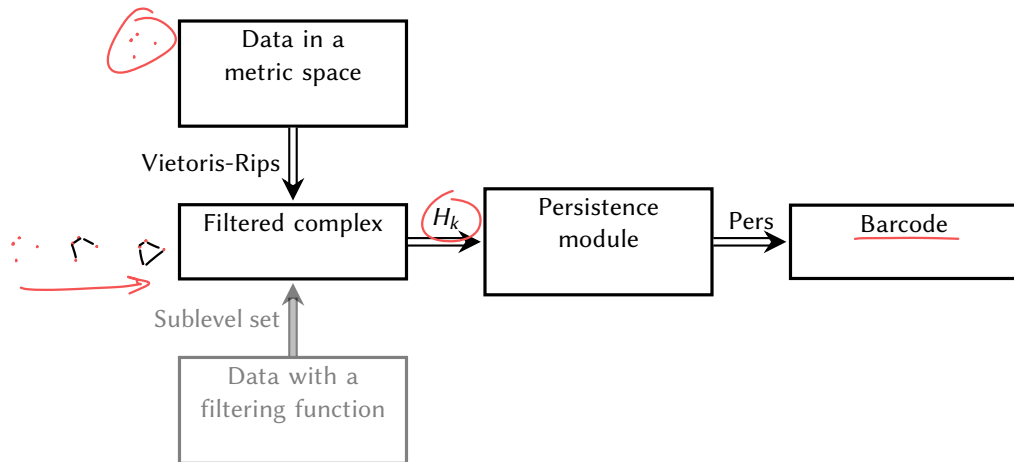 Data in a
metric space
Vietoris-Rips
Filtered complex
H_k
Persistence
module
Pers
Barcode
Sublevel set
Data with a
filtering function